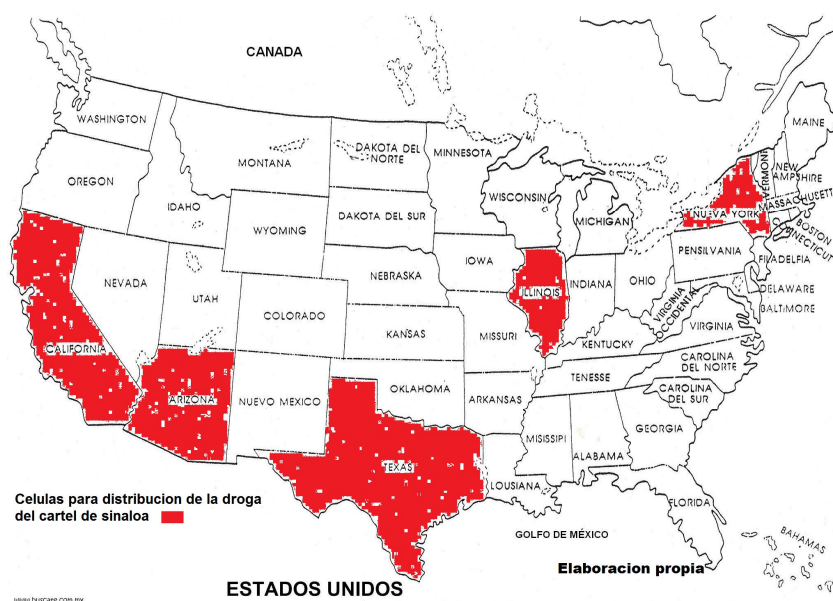 CANADA
WASHINGTON
MONTANA
DAKOTA DEL
NORTE
MINNESOTA
MAINE
OREGON
IDAHO
WISCONSIN
MICHIGAN
VERMONT
NEW
AMPSHIRE
MASSACHUSETT
WYOMING
DAKOTA DEL SUR
NUEVA YORK
BOSTON
CONNECTICUT
NEVADA
UTAH
NEBRASKA
IOWA
ILLINOIS
INDIANA
OHIO
PENSILVANIA
FILADELFIA
DELAWARE
BALTIMORE
COLORADO
KANSAS
MISSURI
VIRGINIA
OCCIDENTAL
VIRGINIA
KENTUCKY
CALIFORNIA
ARIZONA
NUEVO MEXICO
OKLAHOMA
ARKANSAS
TENESSE
CAROLINA
DEL NORTE
CAROLINA
DEL SUR
TEXAS
LOUSIANA
MISISSIPI
ALABAMA
GEORGIA
FLORIDA
Celulas para distribucion de la droga
del cartel de sinaloa
GOLFO DE MÉXICO
BAHAMAS
Elaboracion propia
ESTADOS UNIDOS